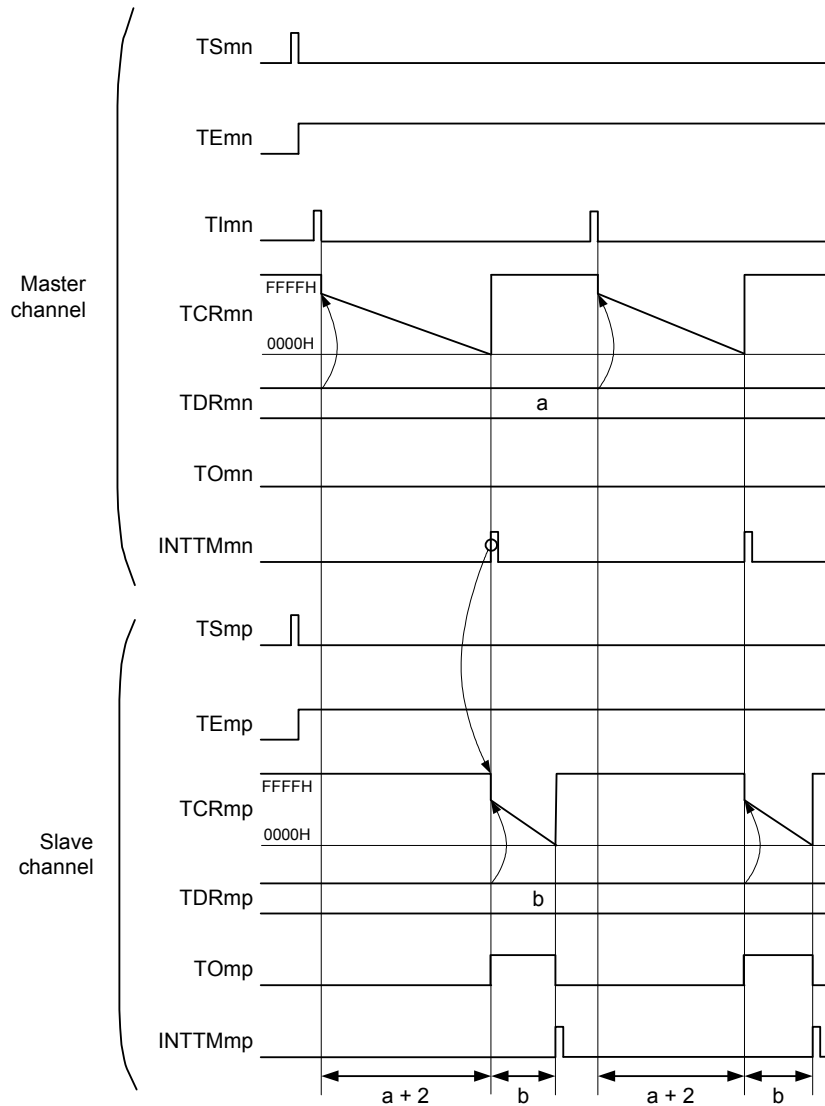 TSmn
TEmn
TImn
Master
channel
TCRmn
FFFFH
0000H
TDRmn
a
TOmn
INTTMmn
TSmp
TEmp
Slave
channel
TCRmp
FFFFH
0000H
TDRmp
b
TOmp
INTTMmp
a + 2 b a + 2 b